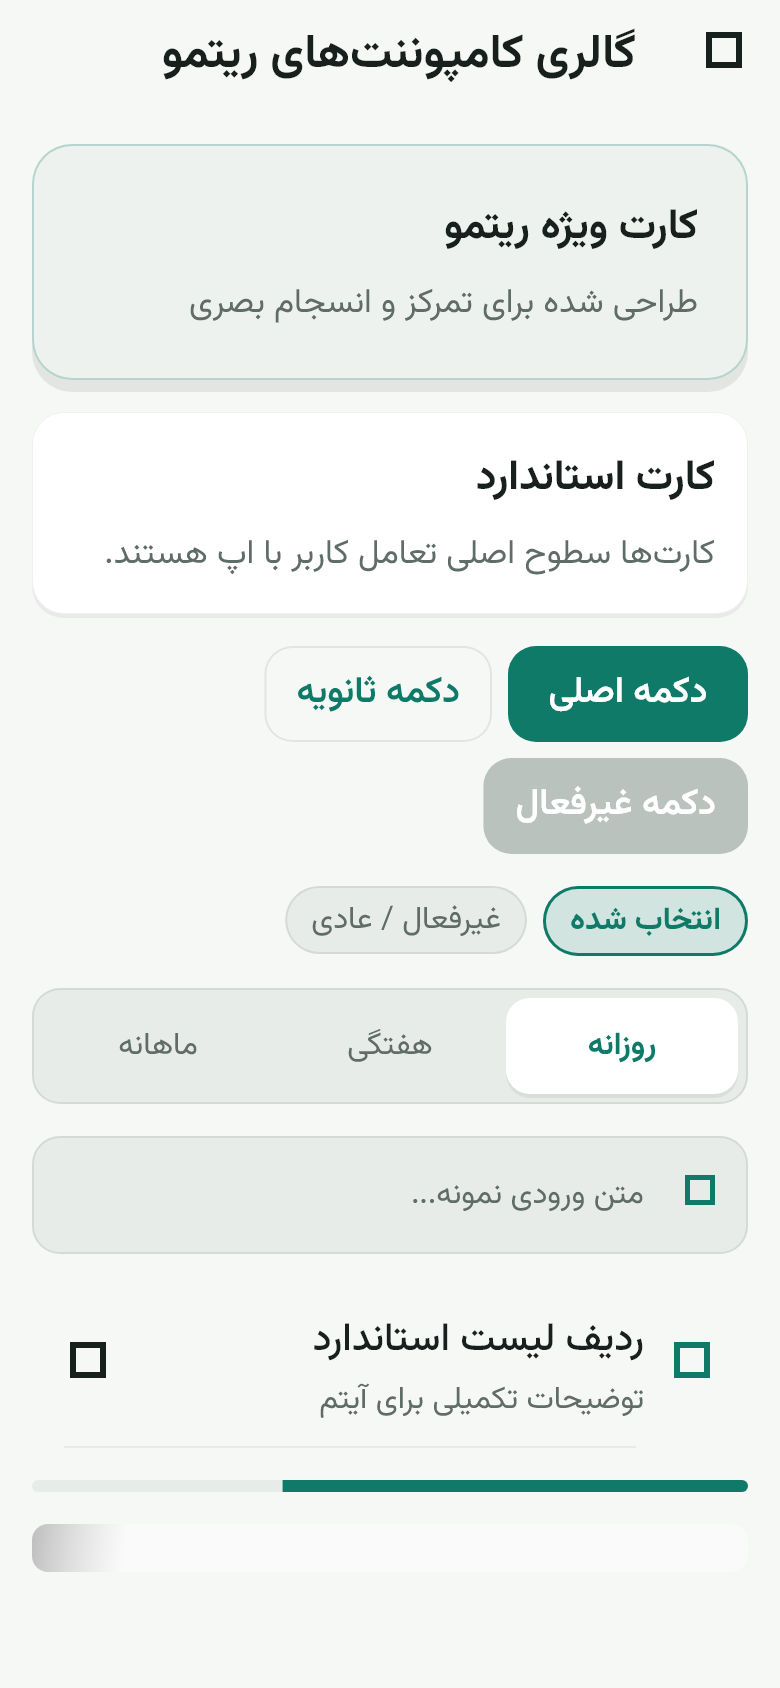 گالری کامپوننت‌های ریتمو
کارت ویژه ریتمو
طراحی شده برای تمرکز و انسجام بصری
کارت استاندارد
کارت‌ها سطوح اصلی تعامل کاربر با اپ هستند.
دکمه اصلی
دکمه ثانویه
دکمه غیرفعال
انتخاب شده
غیرفعال / عادی
روزانه
هفتگی
ماهانه
متن ورودی نمونه...
ردیف لیست استاندارد
توضیحات تکمیلی برای آیتم